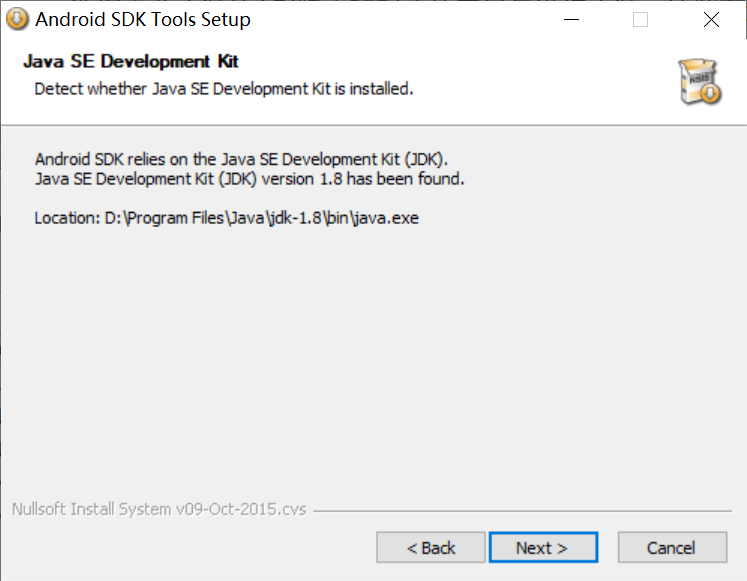 Android SDK Tools Setup
Java SE Development Kit
Detect whether Java SE Development Kit is installed.
NSIS
Android SDK relies on the Java SE Development Kit (JDK).
Java SE Development Kit (JDK) version 1.8 has been found.
Location: D:\Program Files\Java\jdk-1.8\bin\java.exe
Nullsoft Install System v09-Oct-2015.cvs
< Back
Next >
Cancel